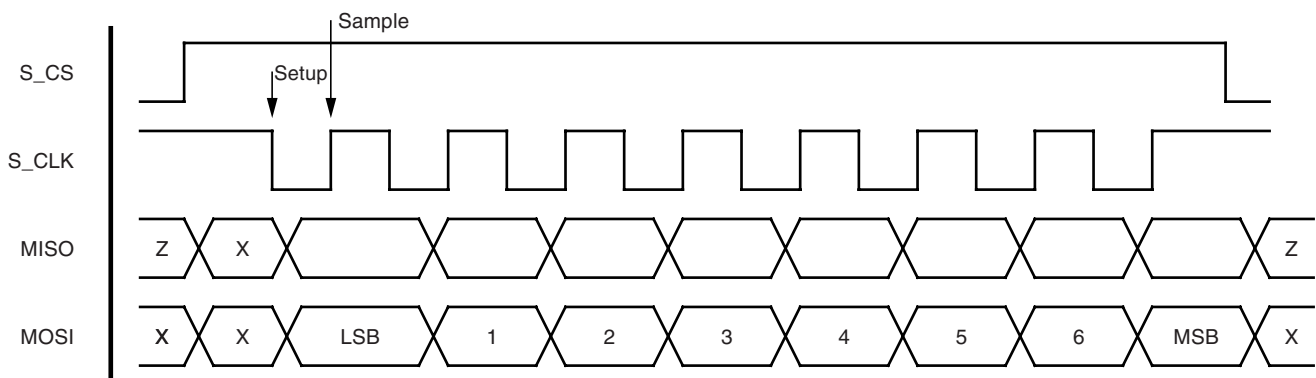 Sample
S_CS
Setup
S_CLK
MISO Z X Z
MOSI X X LSB 1 2 3 4 5 6 MSB X